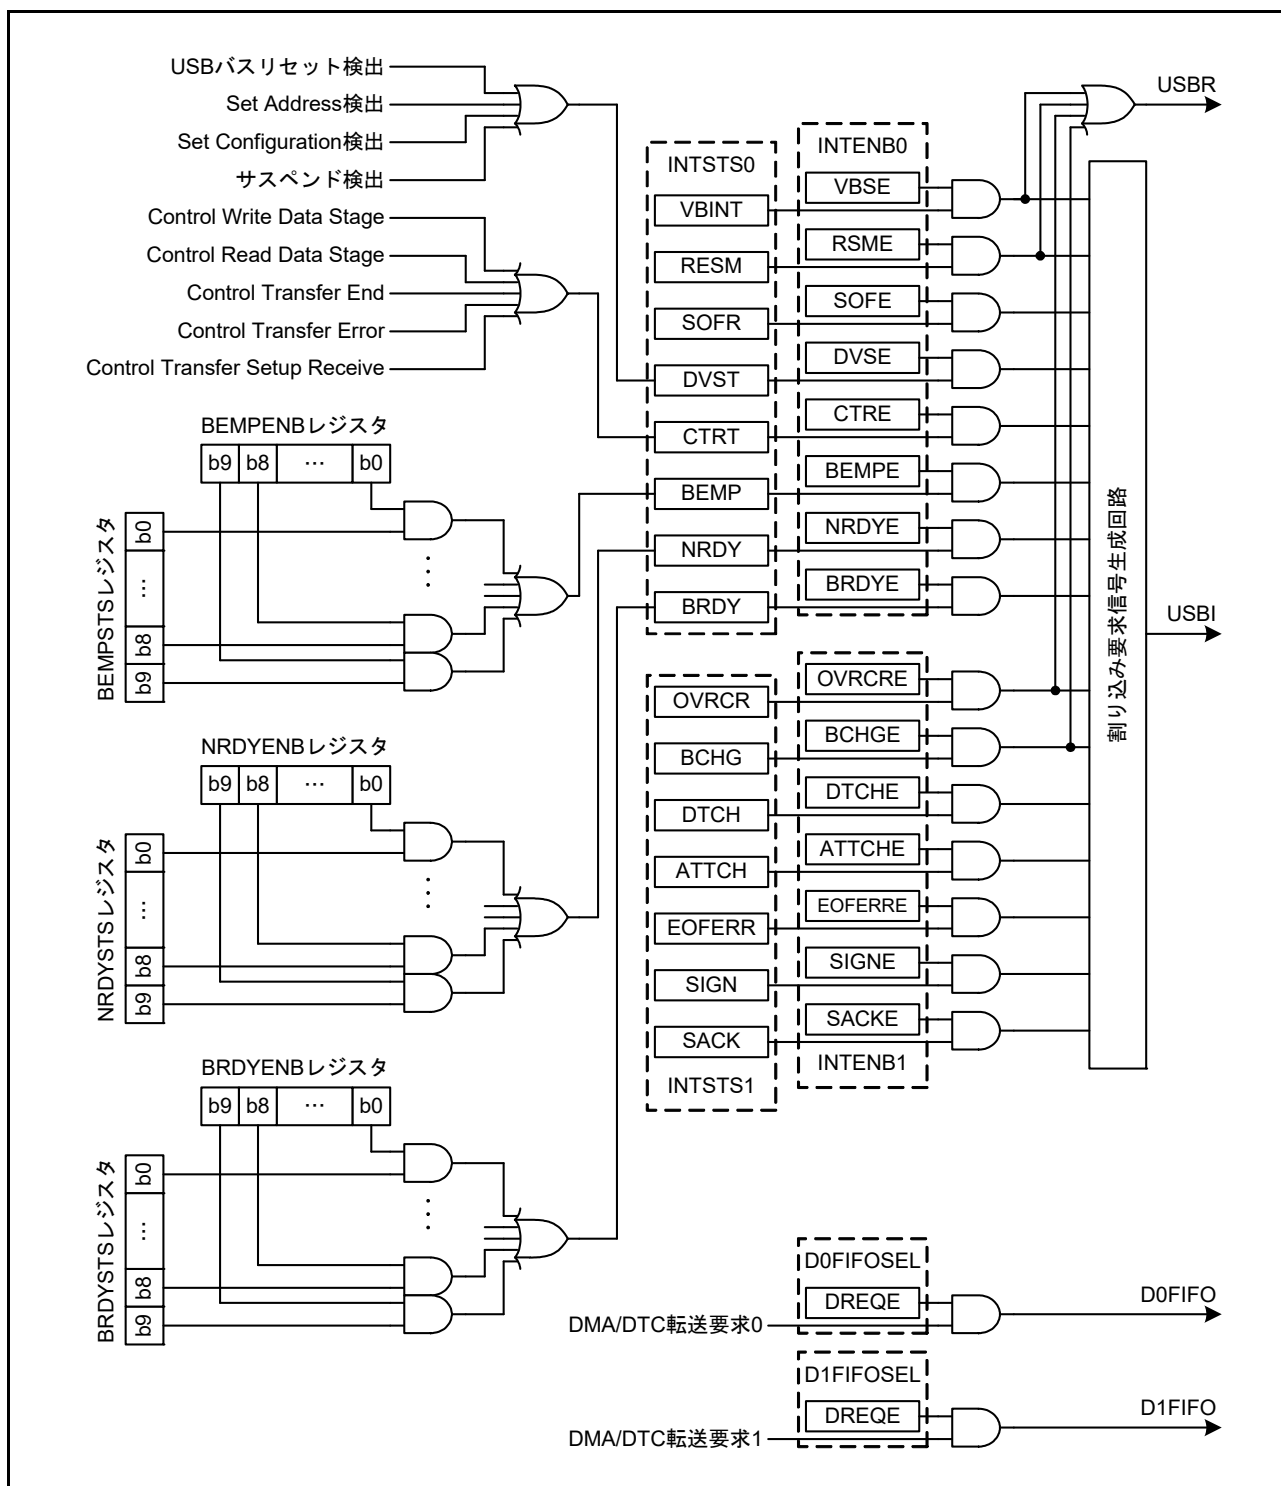 USBバスリセット検出
Set Address検出
Set Configuration検出
サスペンド検出
Control Write Data Stage
Control Read Data Stage
Control Transfer End
Control Transfer Error
Control Transfer Setup Receive
BEMPENBレジスタ
b9 b8 … b0
BEMPSTSレジスタ
b0
…
b8
b9
NRDYENBレジスタ
b9 b8 … b0
NRDYSTSレジスタ
b0
…
b8
b9
BRDYENBレジスタ
b9 b8 … b0
BRDYSTSレジスタ
b0
…
b8
b9
INTSTS0
VBINT
RESM
SOFR
DVST
CTRT
BEMP
NRDY
BRDY
INTENB0
VBSE
RSME
SOFE
DVSE
CTRE
BEMPE
NRDYE
BRDYE
OVRCR
BCHG
DTCH
ATTCH
EOFERR
SIGN
SACK
INTSTS1
OVRCRE
BCHGE
DTCHE
ATTCHE
EOFERRE
SIGNE
SACKE
INTENB1
割り込み要求信号生成回路
USBR
USBI
D0FIFOSEL
DREQE
DMA/DTC転送要求0
D0FIFO
D1FIFOSEL
DREQE
DMA/DTC転送要求1
D1FIFO